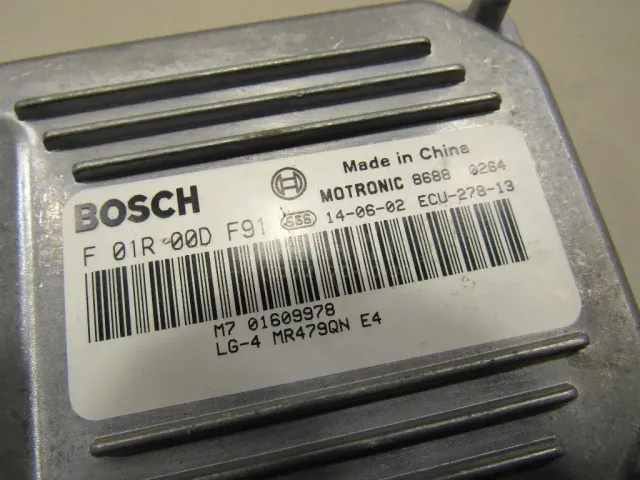 Made in China
BOSCH
MOTRONIC 8688 0264
F 01R 00D F91 556 14-06-02 ECU-278-13
M7 01609978
LG-4 MR479QN E4